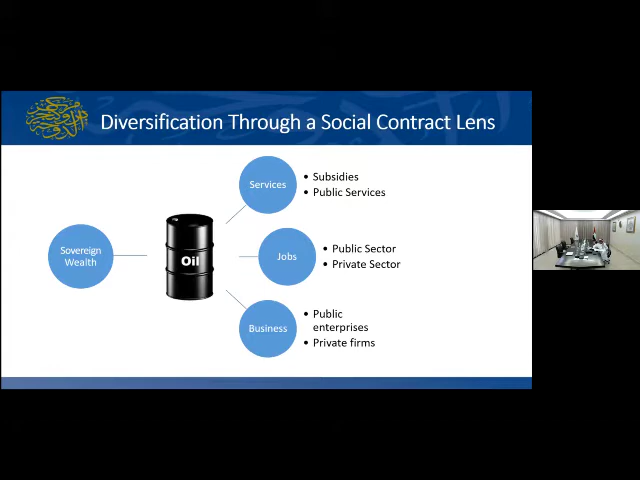 Diversification Through a Social Contract Lens
Services
• Subsidies
• Public Services
Sovereign
Wealth
Oil
Jobs
• Public Sector
• Private Sector
Business
• Public
enterprises
• Private firms